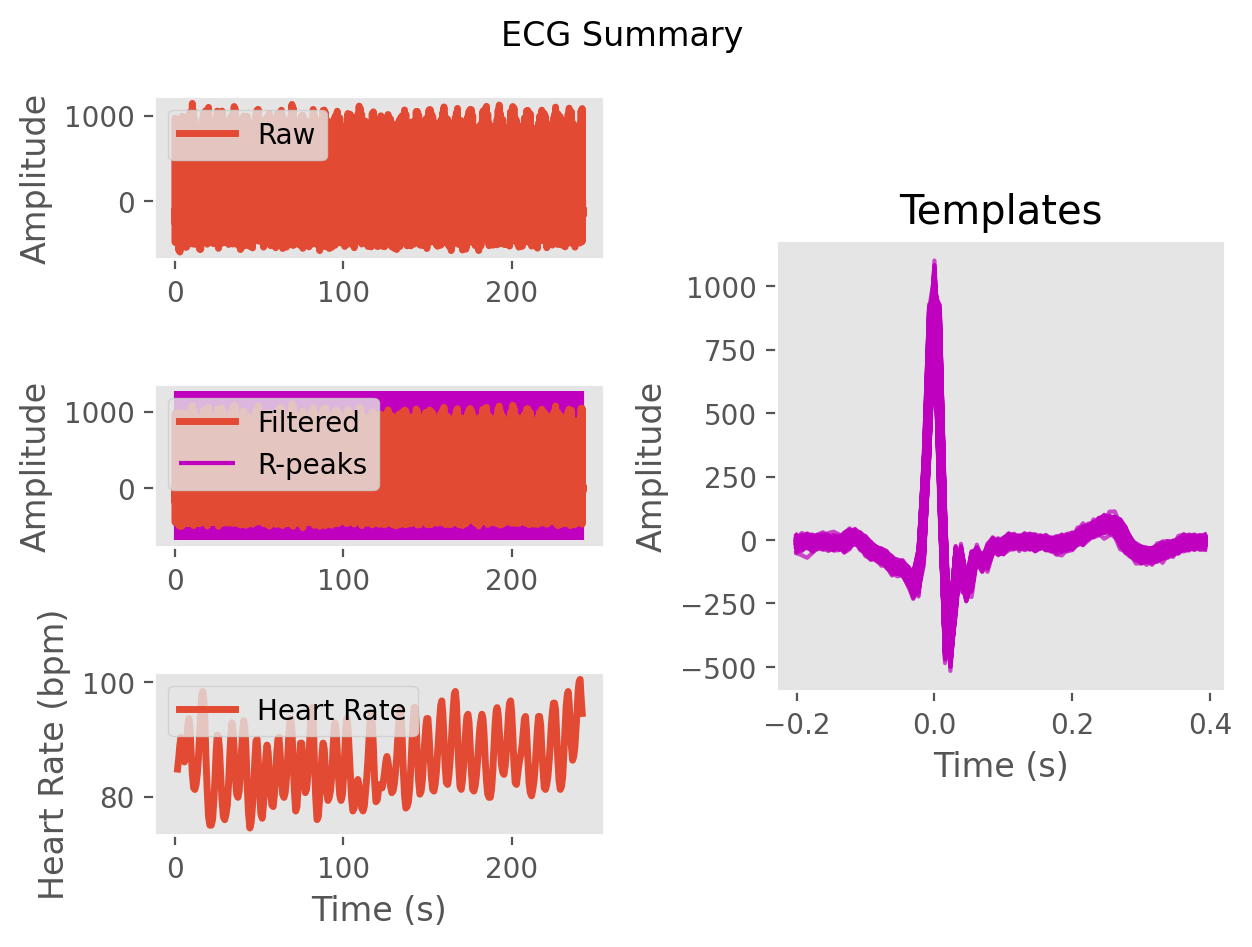 ECG Summary
Amplitude
1000
0
Raw
0
100
200
Amplitude
1000
0
Filtered
R-peaks
0
100
200
Heart Rate (bpm)
100
80
Heart Rate
0
100
200
Time (s)
Templates
Amplitude
1000
750
500
250
0
−250
−500
−0.2
0.0
0.2
0.4
Time (s)